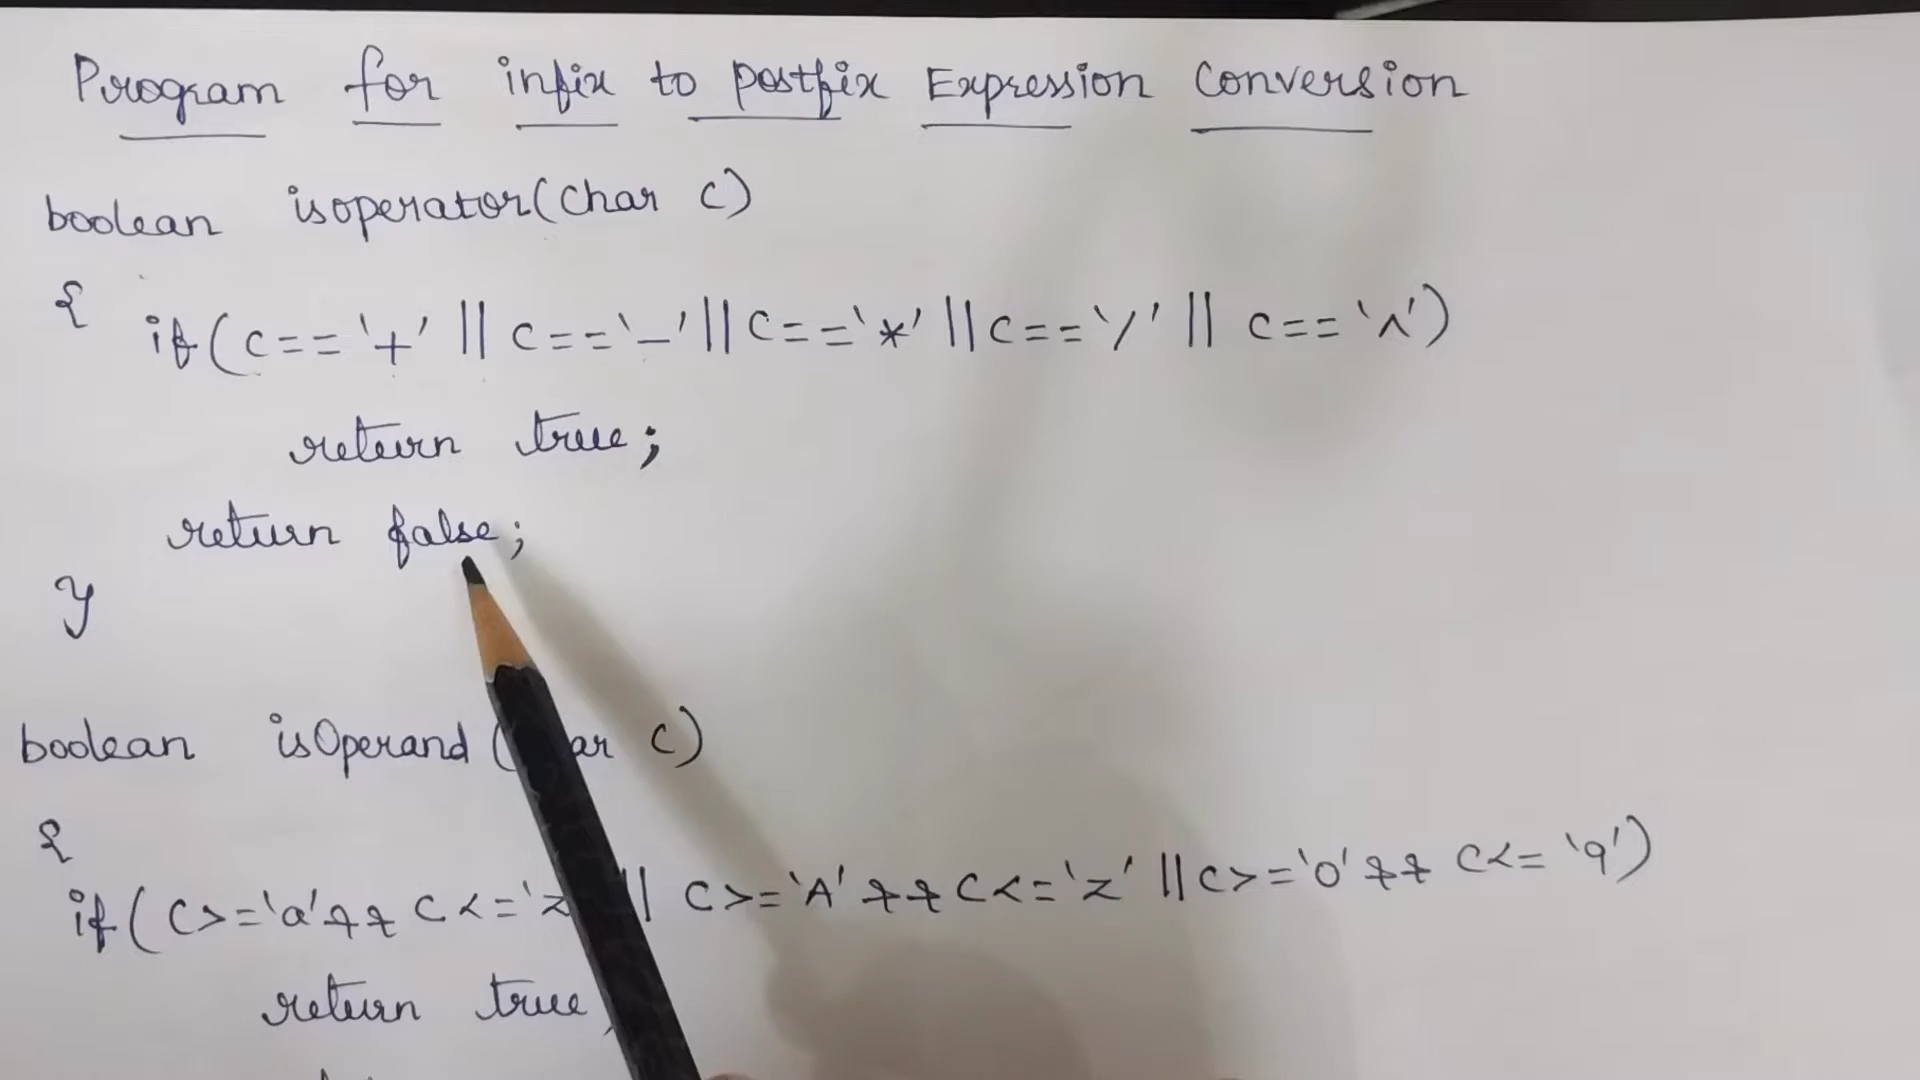 Program for infix to postfix Expression Conversion
boolean isoperator(char c)
{ if(c=='+' || c=='-' || c=='*' || c=='/' || c=='^')
return true;
return false;
}
boolean isOperand ( c)
{
if(c>='a' && c<='z || c>='A' && c<='z' || c>='0' && c<='9')
return true